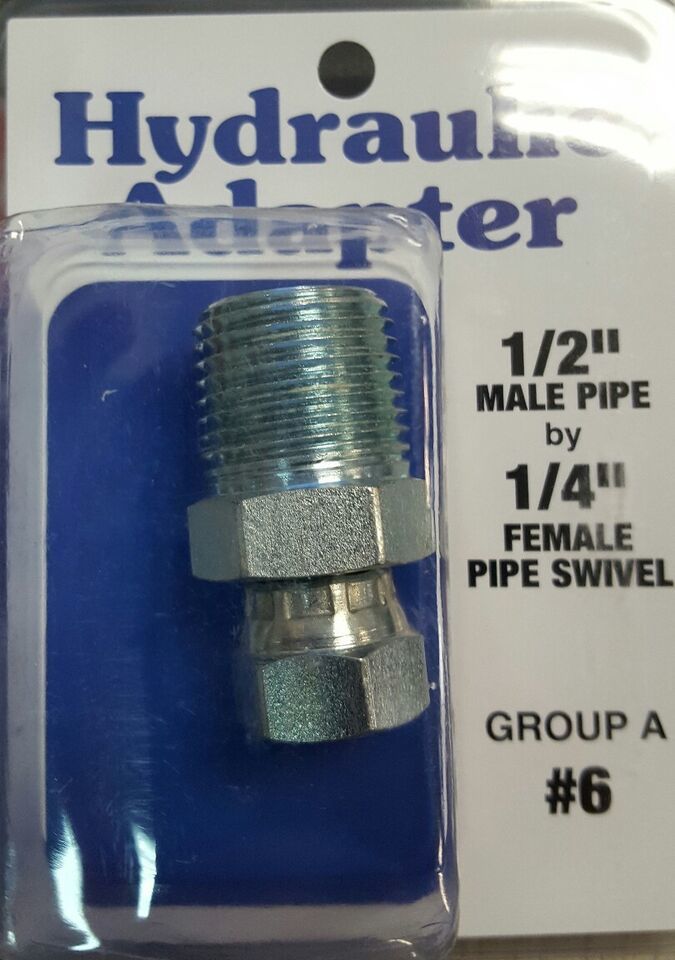 Hydraulic
Adapter
1/2"
MALE PIPE
by
1/4"
FEMALE
PIPE SWIVEL
GROUP A
#6